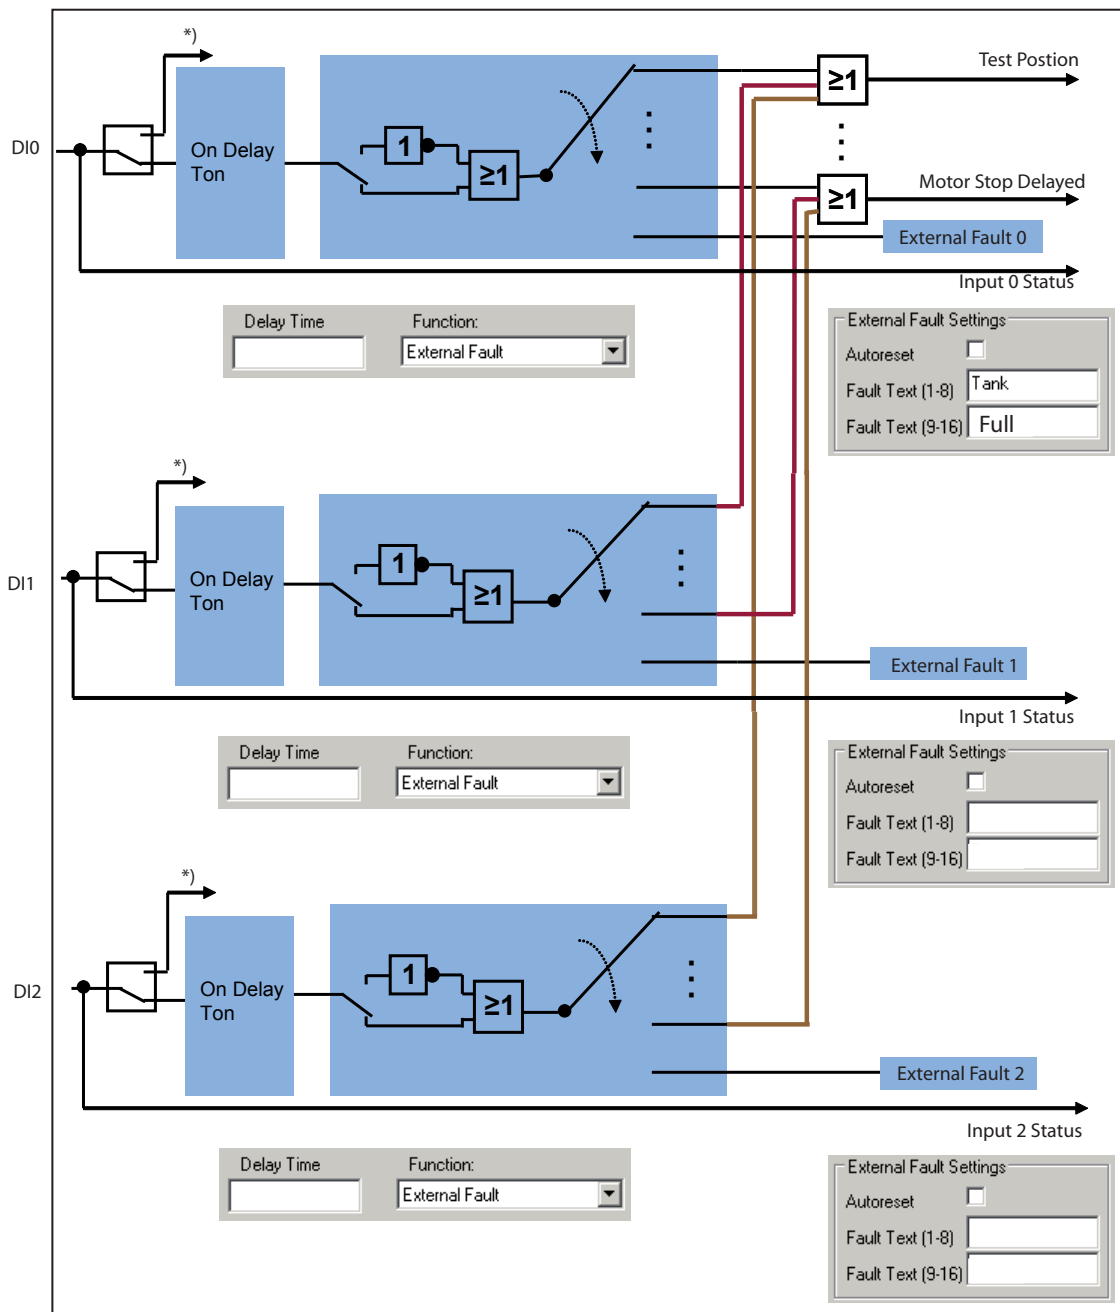 *)
Test Postion
≥1
DI0
On Delay
Ton
1
≥1
Motor Stop Delayed
≥1
External Fault 0
Input 0 Status
Delay Time
Function:
External Fault
External Fault Settings
Autoreset
Fault Text (1-8) Tank
Fault Text (9-16) Full
*)
DI1
On Delay
Ton
1
≥1
External Fault 1
Input 1 Status
Delay Time
Function:
External Fault
External Fault Settings
Autoreset
Fault Text (1-8)
Fault Text (9-16)
*)
DI2
On Delay
Ton
1
≥1
External Fault 2
Input 2 Status
Delay Time
Function:
External Fault
External Fault Settings
Autoreset
Fault Text (1-8)
Fault Text (9-16)